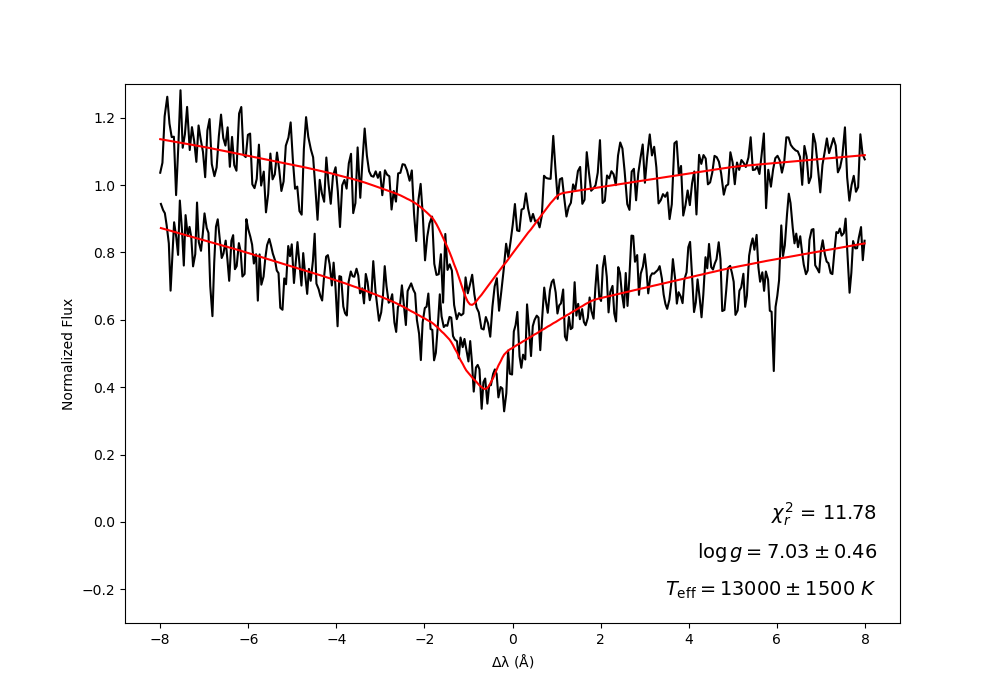 1.2
1.0
0.8
0.6
0.4
0.2
0.0
−0.2
Normalized Flux
χ²ᵣ = 11.78
log g = 7.03 ± 0.46
T_eff = 13000 ± 1500 K
−8 −6 −4 −2 0 2 4 6 8
Δλ (Å)